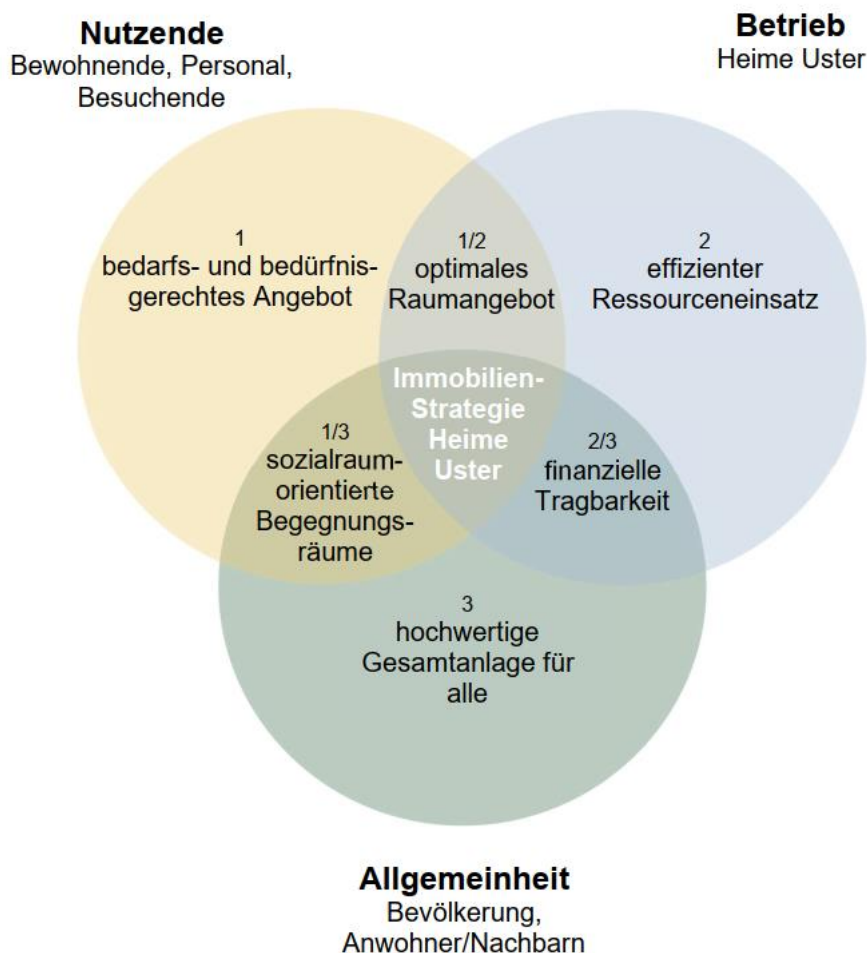 Nutzende
Bewohnende, Personal,
Besuchende
Betrieb
Heime Uster
1
bedarfs- und bedürfnis-
gerechtes Angebot
1/2
optimales
Raumangebot
2
effizienter
Ressourceneinsatz
Immobilien-
Strategie
Heime
Uster
1/3
sozialraum-
orientierte
Begegnungs-
räume
2/3
finanzielle
Tragbarkeit
3
hochwertige
Gesamtanlage für
alle
Allgemeinheit
Bevölkerung,
Anwohner/Nachbarn